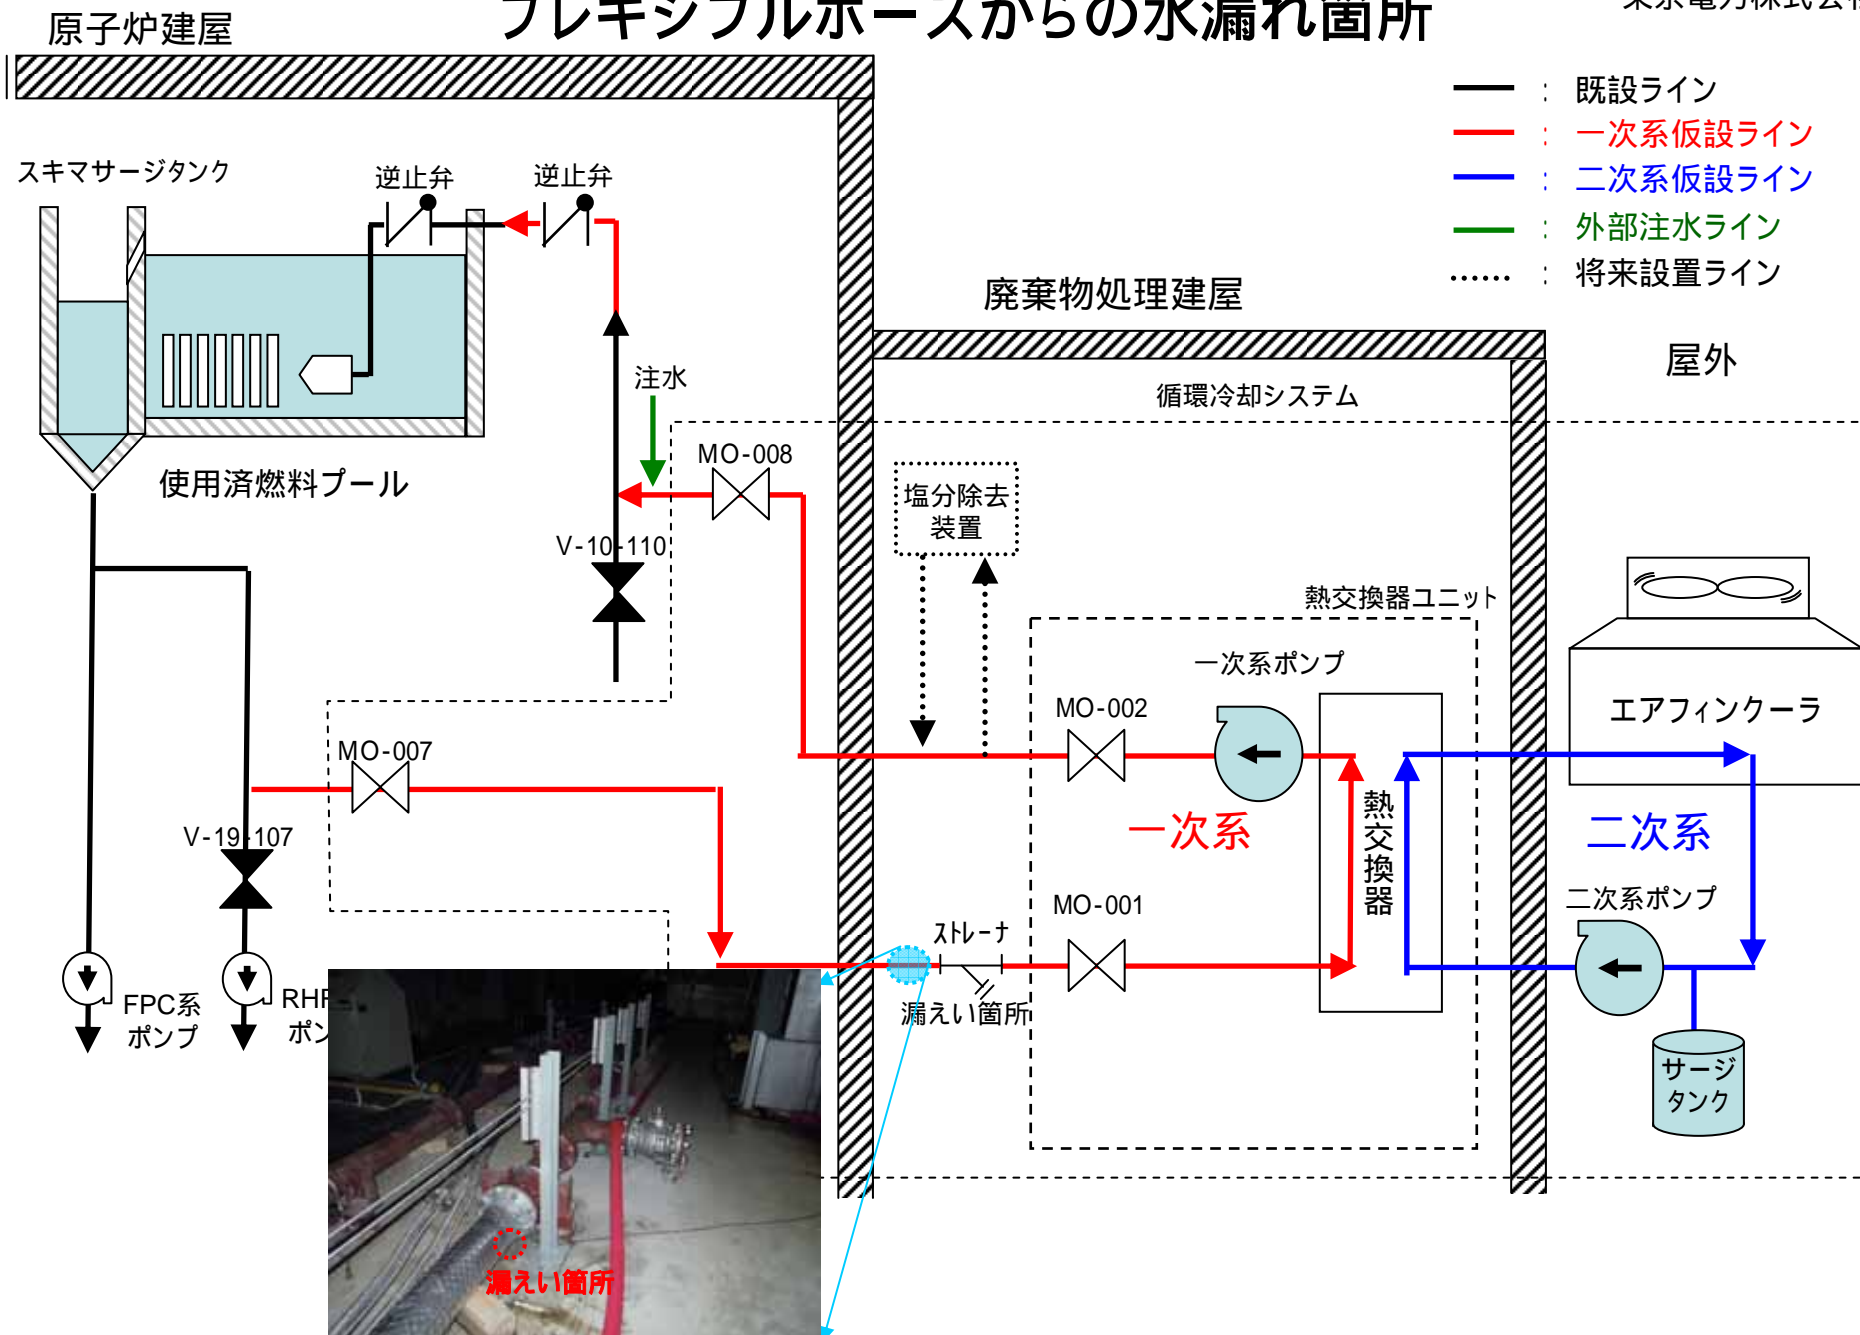 フレキシブルホースからの水漏れ箇所
東京電力株式会社
原子炉建屋
: 既設ライン
: 一次系仮設ライン
: 二次系仮設ライン
: 外部注水ライン
: 将来設置ライン
スキマサージタンク
逆止弁
逆止弁
廃棄物処理建屋
屋外
注水
循環冷却システム
MO-008
使用済燃料プール
塩分除去
装置
V-10-110
熱交換器ユニット
一次系ポンプ
MO-002
エアフィンクーラ
MO-007
V-19-107
一次系
熱交換器
二次系
二次系ポンプ
MO-001
ストレーナ
漏えい箇所
FPC系
ポンプ
RHR
ポン
サージ
タンク
漏えい箇所